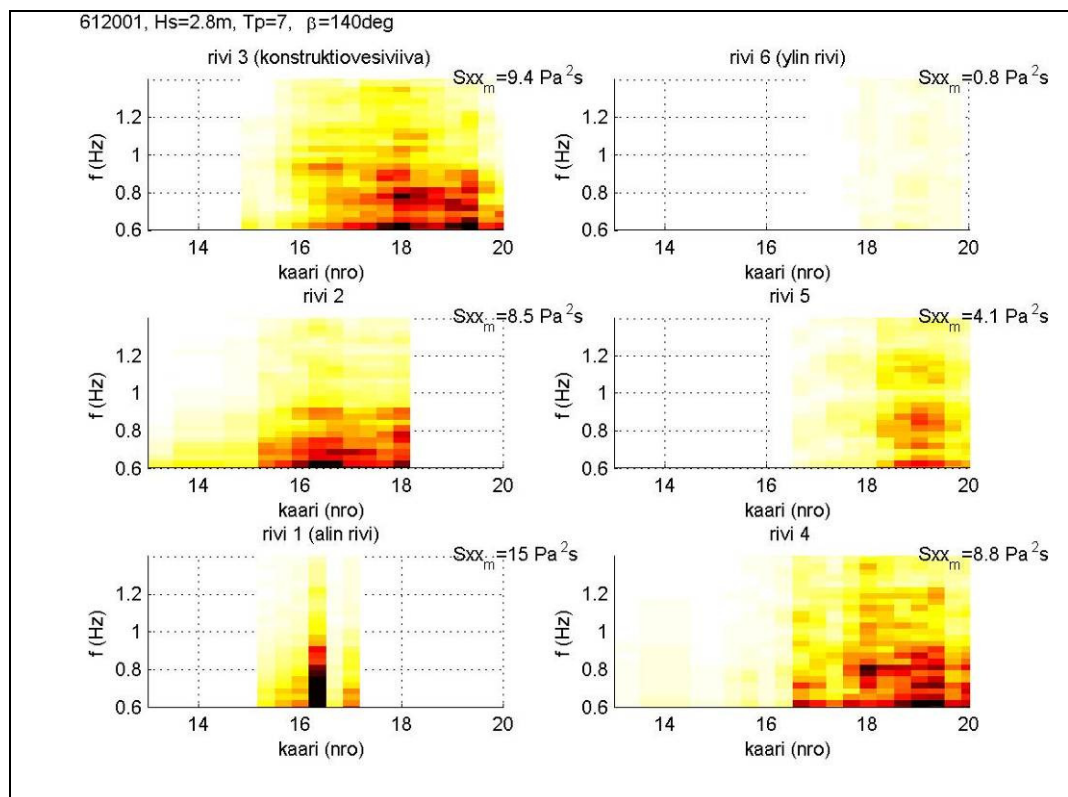 612001, Hs=2.8m, Tp=7, β=140deg
rivi 3 (konstruktiovesiviiva)
Sxx_m=9.4 Pa²s
f (Hz)
1.2
1
0.8
0.6
14 16 18 20
kaari (nro)
rivi 6 (ylin rivi)
Sxx_m=0.8 Pa²s
f (Hz)
1.2
1
0.8
0.6
14 16 18 20
kaari (nro)
rivi 2
Sxx_m=8.5 Pa²s
f (Hz)
1.2
1
0.8
0.6
14 16 18 20
kaari (nro)
rivi 5
Sxx_m=4.1 Pa²s
f (Hz)
1.2
1
0.8
0.6
14 16 18 20
kaari (nro)
rivi 1 (alin rivi)
Sxx_m=15 Pa²s
f (Hz)
1.2
1
0.8
0.6
14 16 18 20
kaari (nro)
rivi 4
Sxx_m=8.8 Pa²s
f (Hz)
1.2
1
0.8
0.6
14 16 18 20
kaari (nro)